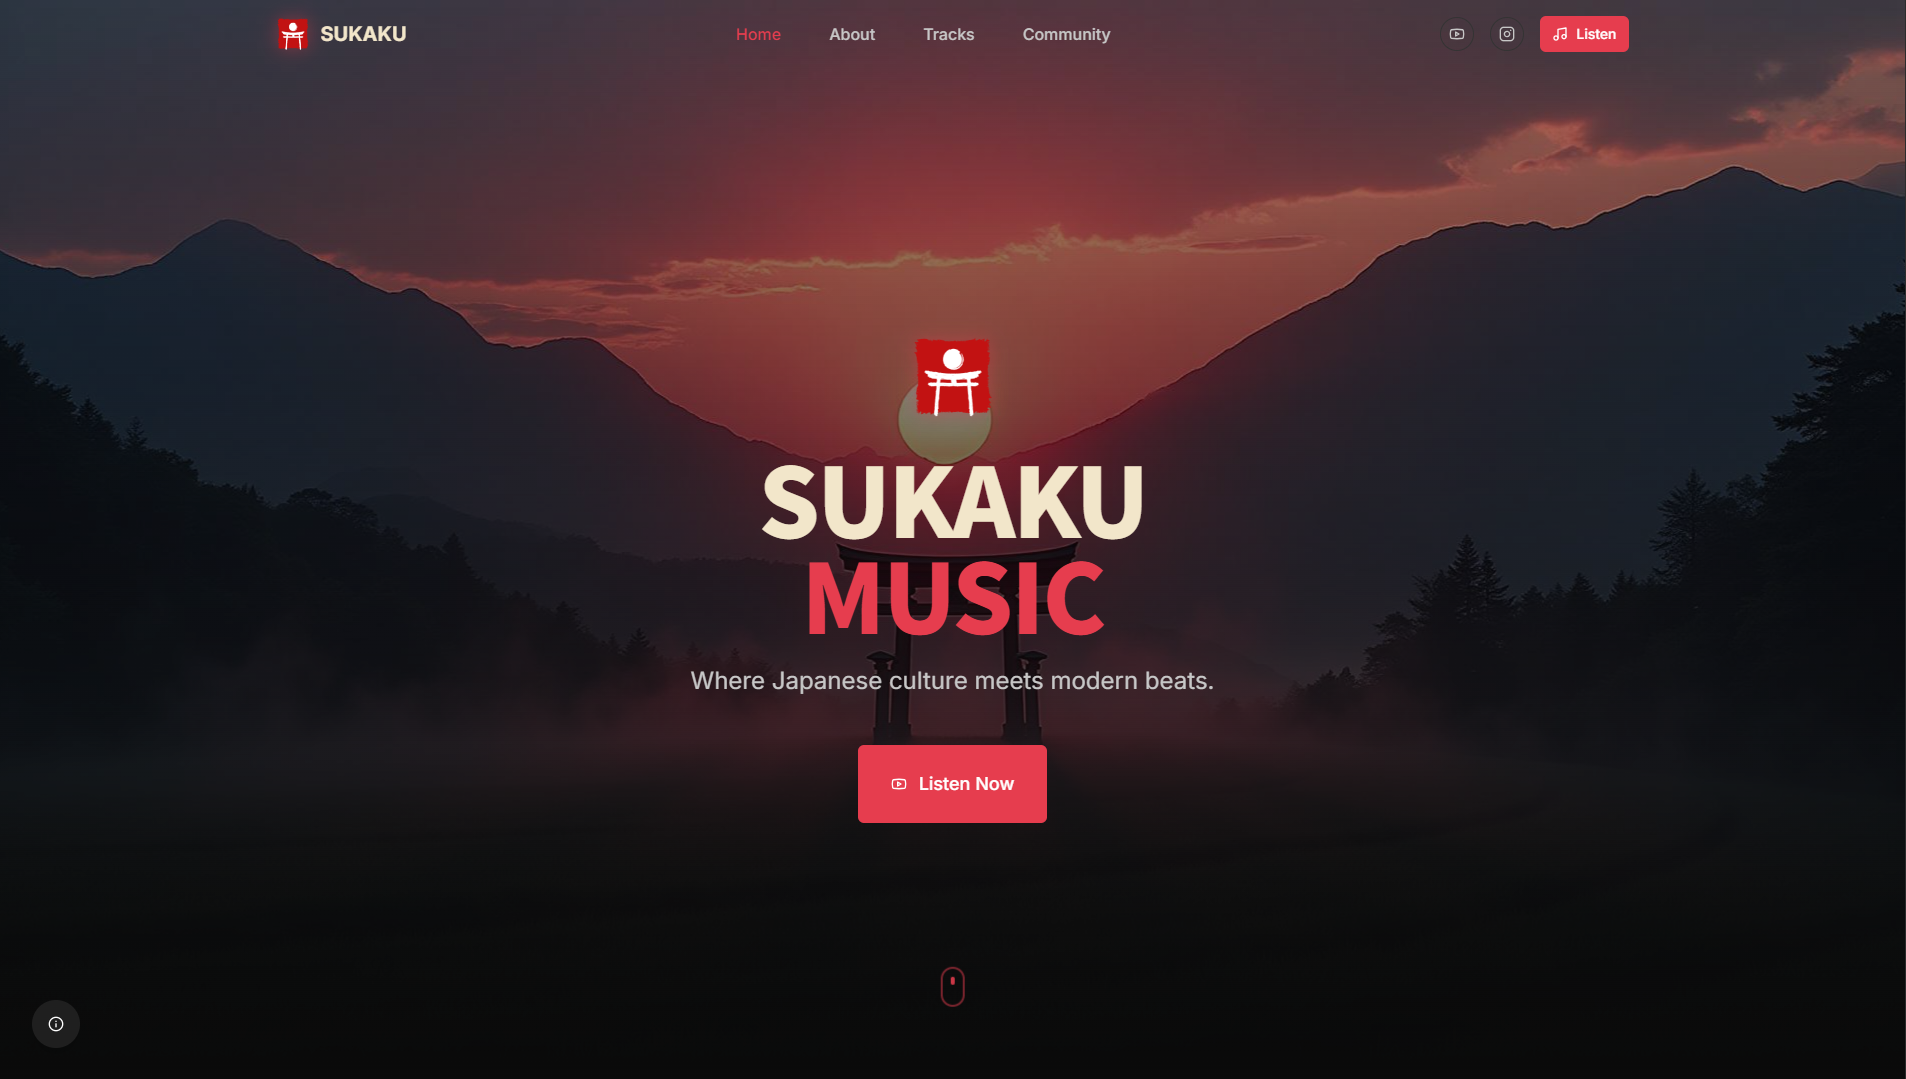 SUKAKU
Home
About
Tracks
Community
Listen
SUKAKU
MUSIC
Where Japanese culture meets modern beats.
Listen Now